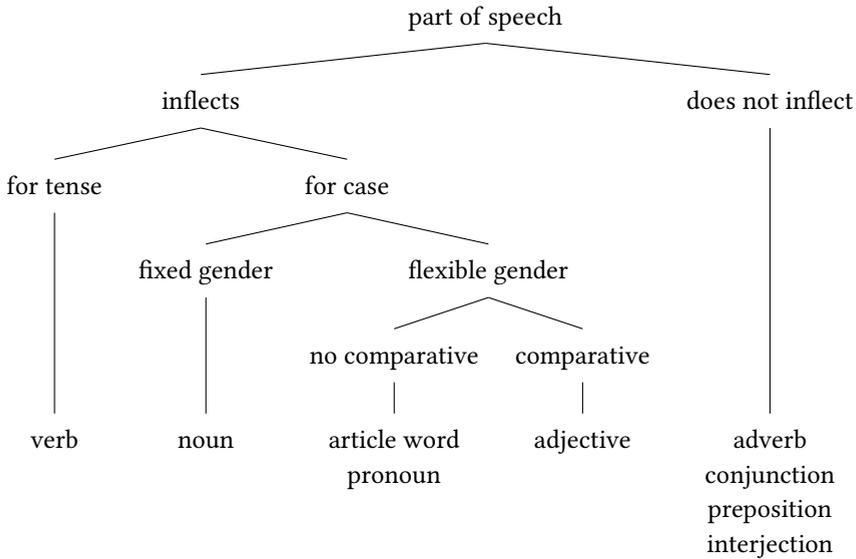 part of speech
inflects
does not inflect
for tense
for case
fixed gender
flexible gender
no comparative
comparative
verb
noun
article word
pronoun
adjective
adverb
conjunction
preposition
interjection